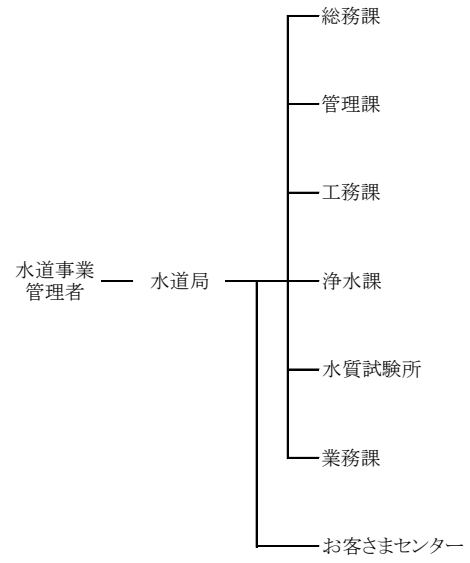 総務課
管理課
工務課
水道事業
管理者
水道局
浄水課
水質試験所
業務課
お客さまセンター